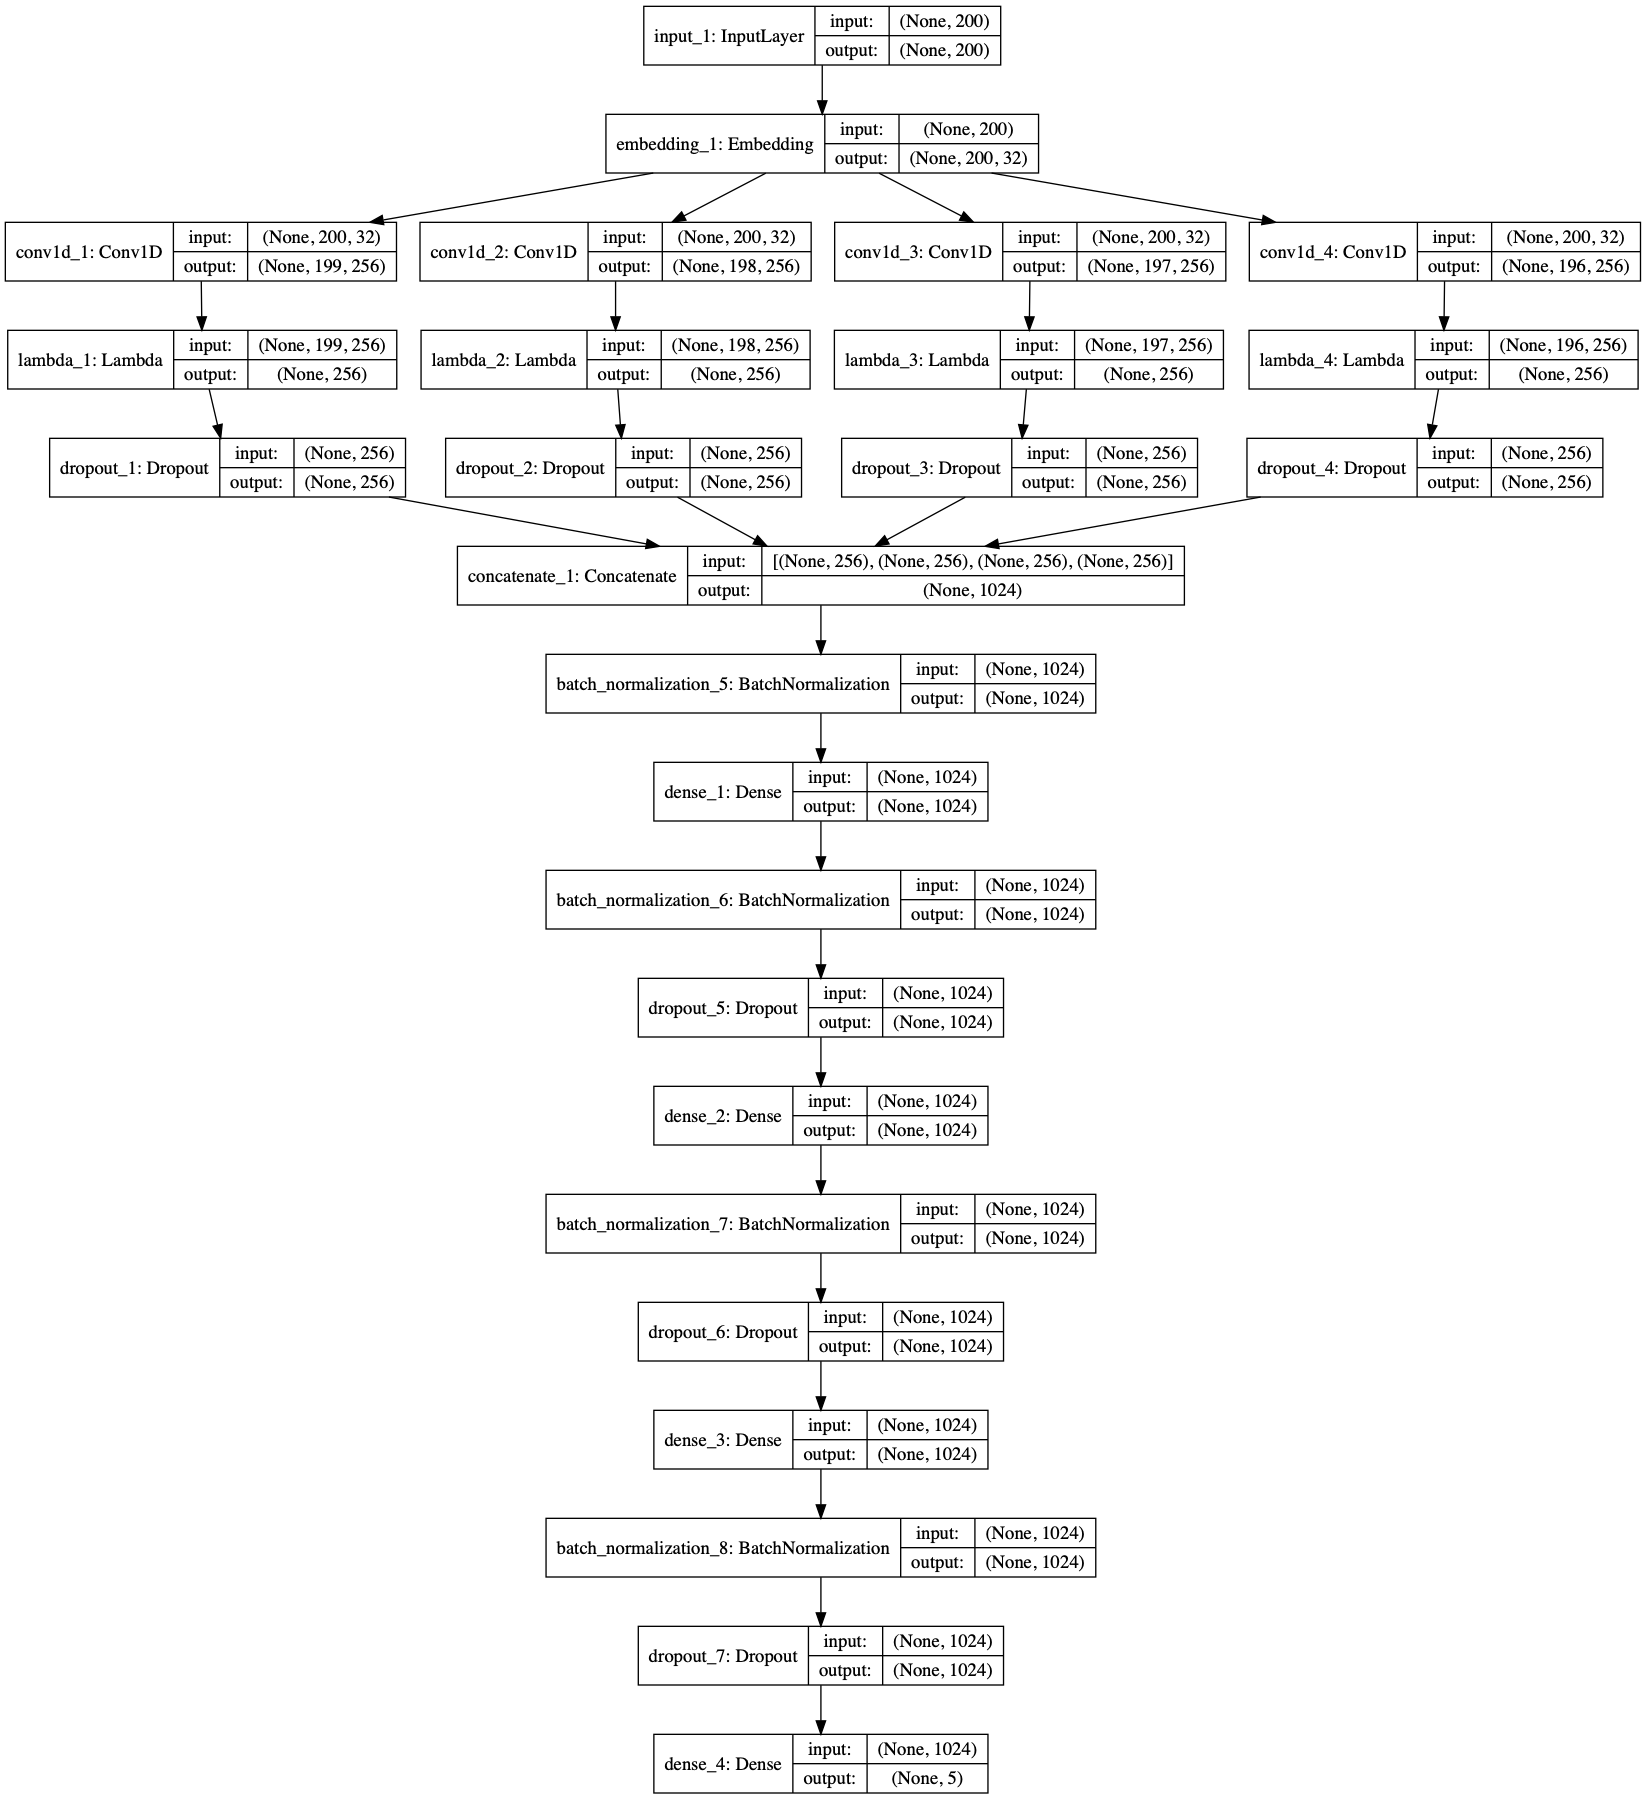 input_1: InputLayer
input: (None, 200)
output: (None, 200)
embedding_1: Embedding
input: (None, 200)
output: (None, 200, 32)
conv1d_1: Conv1D
input: (None, 200, 32)
output: (None, 199, 256)
conv1d_2: Conv1D
input: (None, 200, 32)
output: (None, 198, 256)
conv1d_3: Conv1D
input: (None, 200, 32)
output: (None, 197, 256)
conv1d_4: Conv1D
input: (None, 200, 32)
output: (None, 196, 256)
lambda_1: Lambda
input: (None, 199, 256)
output: (None, 256)
lambda_2: Lambda
input: (None, 198, 256)
output: (None, 256)
lambda_3: Lambda
input: (None, 197, 256)
output: (None, 256)
lambda_4: Lambda
input: (None, 196, 256)
output: (None, 256)
dropout_1: Dropout
input: (None, 256)
output: (None, 256)
dropout_2: Dropout
input: (None, 256)
output: (None, 256)
dropout_3: Dropout
input: (None, 256)
output: (None, 256)
dropout_4: Dropout
input: (None, 256)
output: (None, 256)
concatenate_1: Concatenate
input: [(None, 256), (None, 256), (None, 256), (None, 256)]
output: (None, 1024)
batch_normalization_5: BatchNormalization
input: (None, 1024)
output: (None, 1024)
dense_1: Dense
input: (None, 1024)
output: (None, 1024)
batch_normalization_6: BatchNormalization
input: (None, 1024)
output: (None, 1024)
dropout_5: Dropout
input: (None, 1024)
output: (None, 1024)
dense_2: Dense
input: (None, 1024)
output: (None, 1024)
batch_normalization_7: BatchNormalization
input: (None, 1024)
output: (None, 1024)
dropout_6: Dropout
input: (None, 1024)
output: (None, 1024)
dense_3: Dense
input: (None, 1024)
output: (None, 1024)
batch_normalization_8: BatchNormalization
input: (None, 1024)
output: (None, 1024)
dropout_7: Dropout
input: (None, 1024)
output: (None, 1024)
dense_4: Dense
input: (None, 1024)
output: (None, 5)